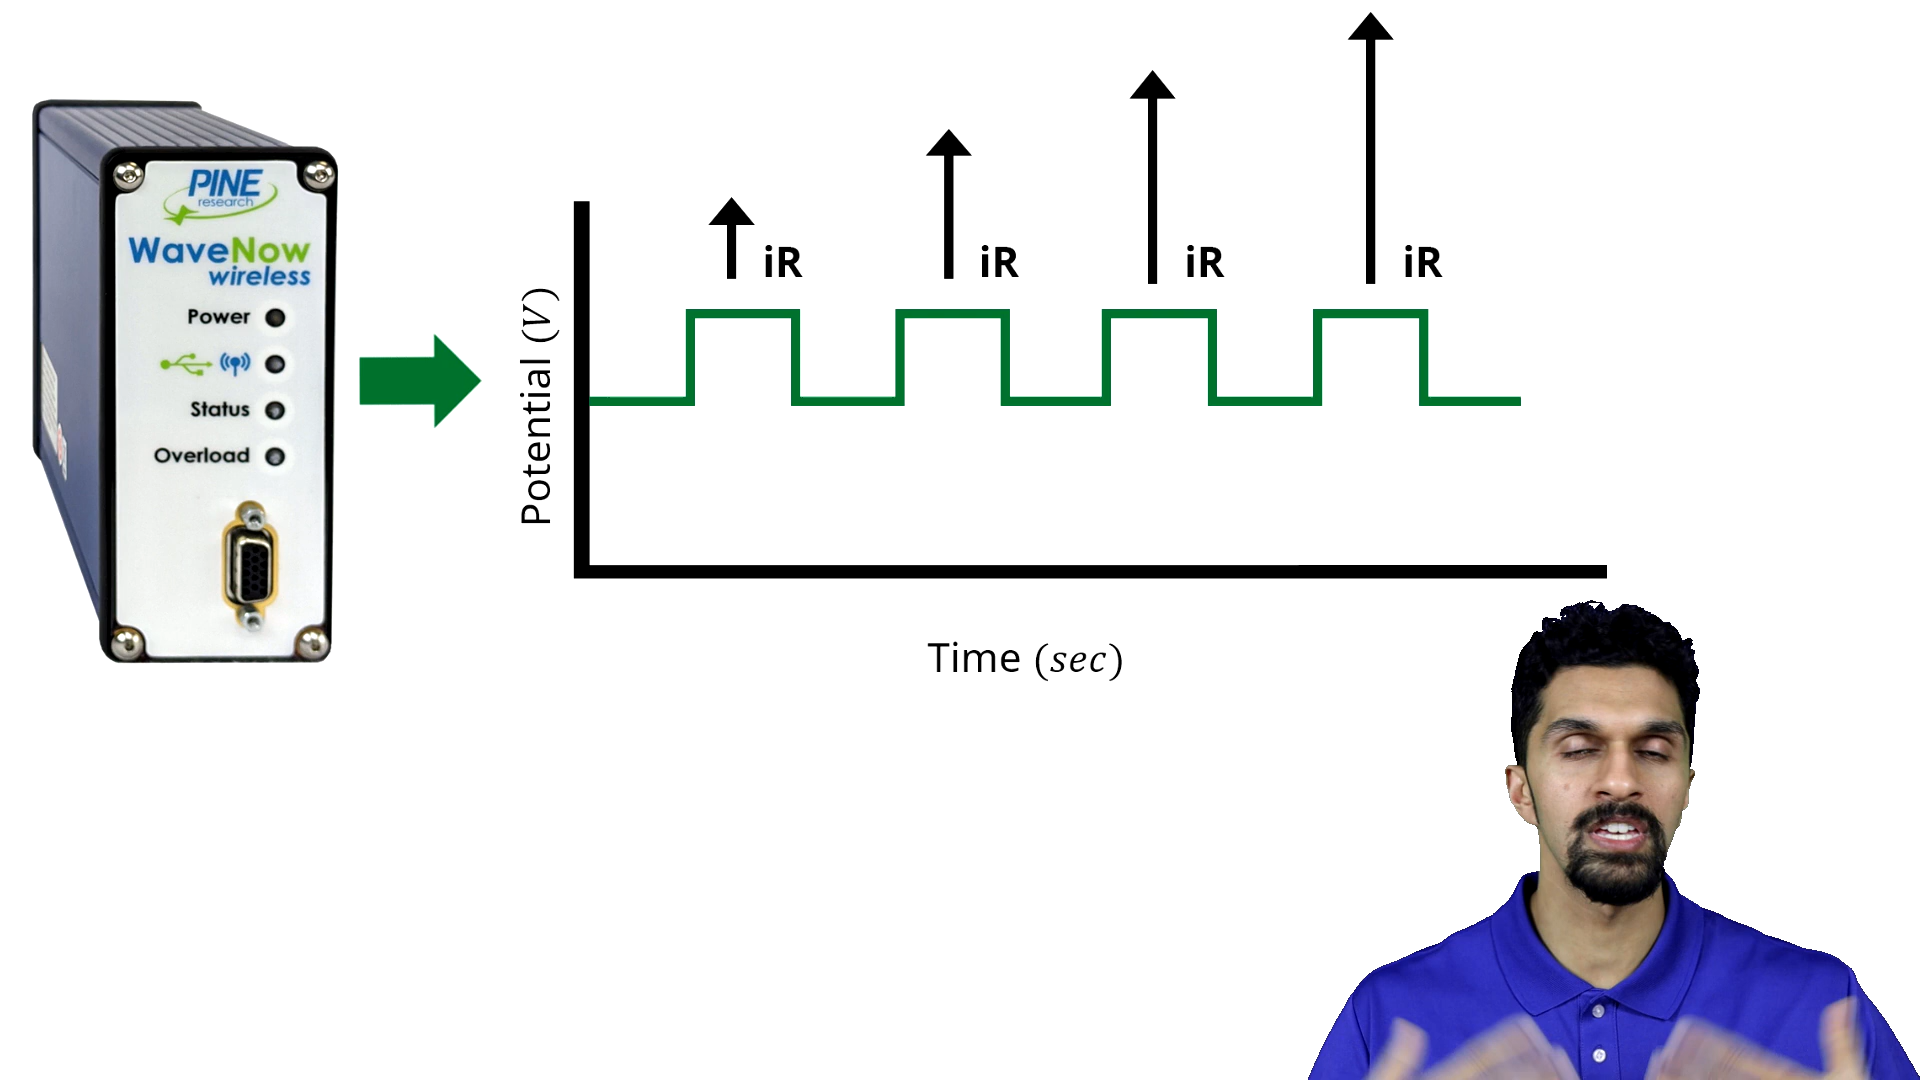 PINE
research
WaveNow
wireless
Power
Status
Overload
iR
iR
iR
iR
Potential (V)
Time (sec)